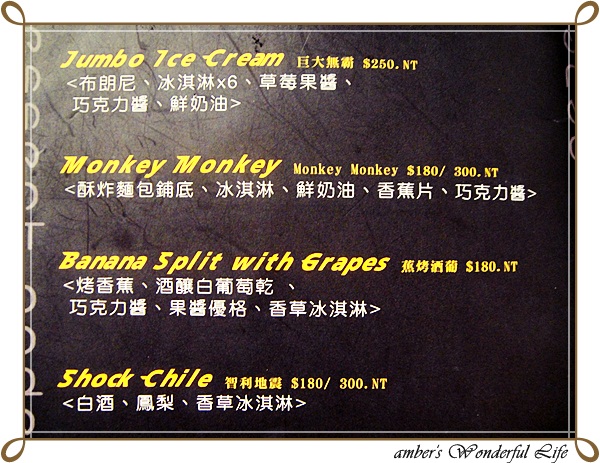 Jumbo Ice Cream 巨大無霸 $250.NT
<布朗尼、冰淇淋x6、草莓果醬、
巧克力醬、鮮奶油>
Monkey Monkey Monkey Monkey $180/ 300.NT
<酥炸麵包鋪底、冰淇淋、鮮奶油、香蕉片、巧克力醬>
Banana Split with Grapes 蕉烤酒葡 $180.NT
<烤香蕉、酒釀白葡萄乾 、
巧克力醬、果醬優格、香草冰淇淋>
Shock Chile 智利地震 $180/ 300.NT
<白酒、鳳梨、香草冰淇淋>
amber's Wonderful Life